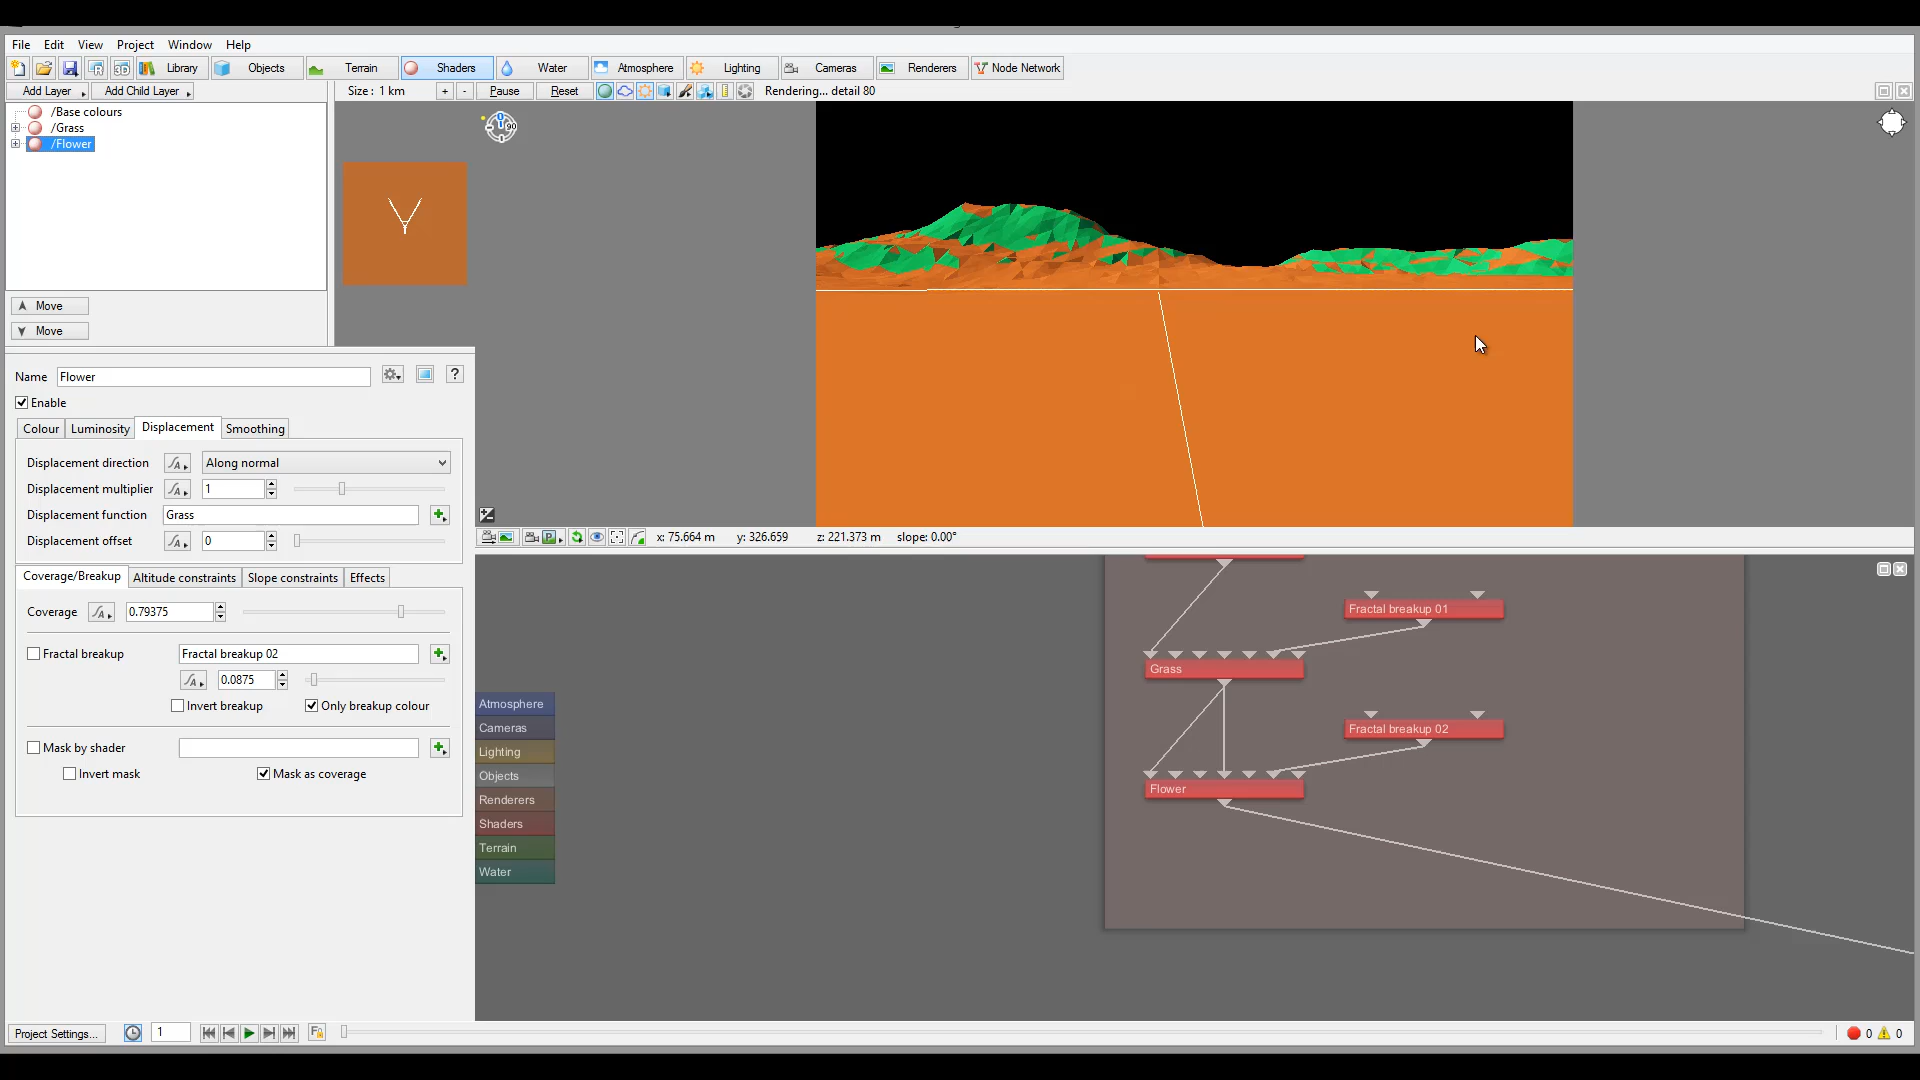 File Edit View Project Window Help
Library Objects Terrain Shaders Water Atmosphere Lighting Cameras Renderers Node Network
Add Layer Add Child Layer Size : 1 km + - Pause Reset Rendering... detail 80
/Base colours
/Grass
/Flower
90
Move
Move
Name Flower ?
Enable
Colour Luminosity Displacement Smoothing
Displacement direction Along normal
Displacement multiplier 1
Displacement function Grass
Displacement offset 0
Coverage/Breakup Altitude constraints Slope constraints Effects
Coverage 0.79375
Fractal breakup Fractal breakup 02
0.0875
Invert breakup Only breakup colour
Mask by shader
Invert mask Mask as coverage
x: 75.664 m y: 326.659 z: 221.373 m slope: 0.00°
Fractal breakup 01
Grass
Fractal breakup 02
Flower
Atmosphere
Cameras
Lighting
Objects
Renderers
Shaders
Terrain
Water
Project Settings... 1 0 0